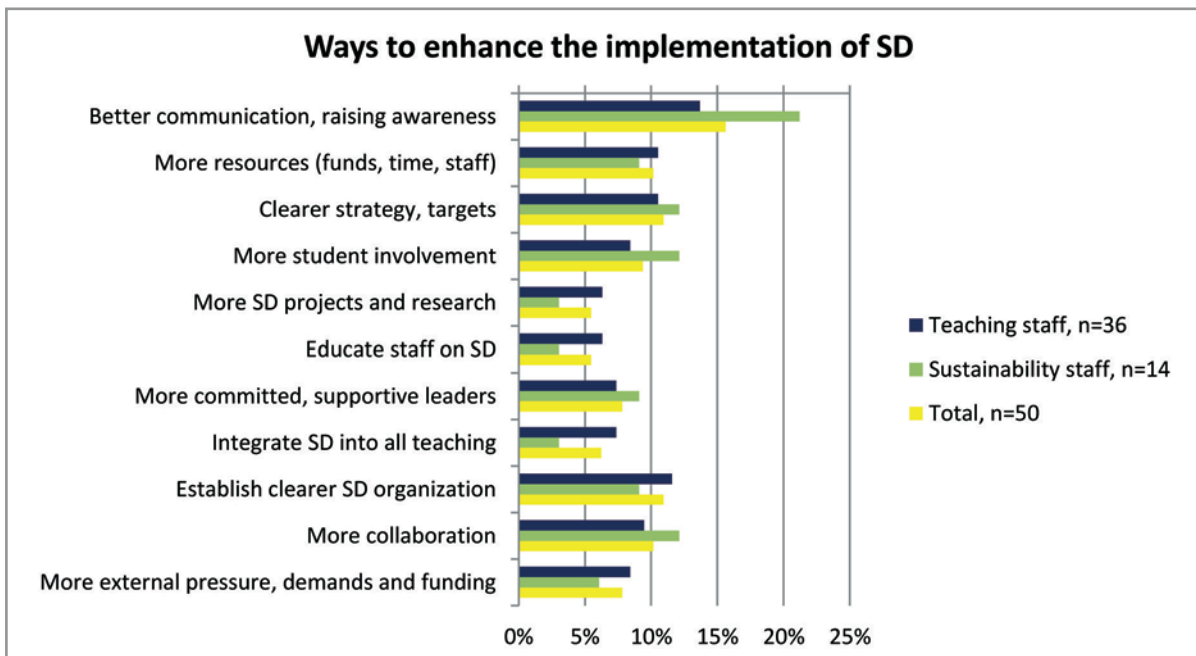 Ways to enhance the implementation of SD
Better communication, raising awareness
More resources (funds, time, staff)
Clearer strategy, targets
More student involvement
More SD projects and research
Educate staff on SD
More committed, supportive leaders
Integrate SD into all teaching
Establish clearer SD organization
More collaboration
More external pressure, demands and funding
0% 5% 10% 15% 20% 25%
Teaching staff, n=36
Sustainability staff, n=14
Total, n=50